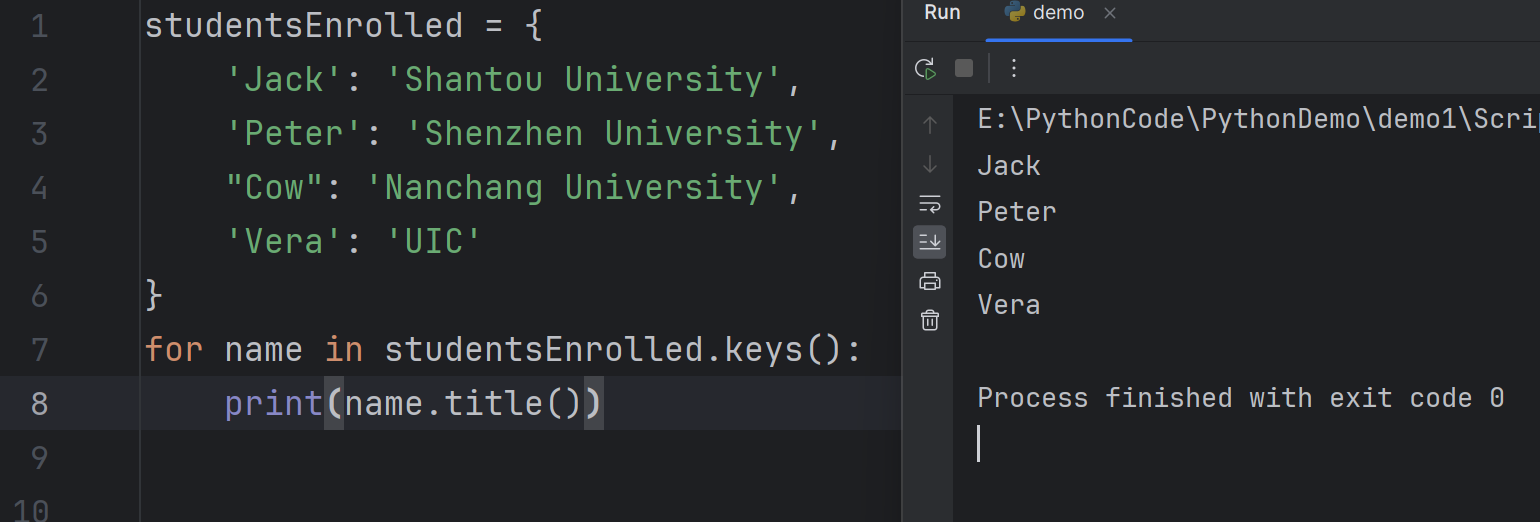 1 studentsEnrolled = {
2 'Jack': 'Shantou University',
3 'Peter': 'Shenzhen University',
4 "Cow": 'Nanchang University',
5 'Vera': 'UIC'
6 }
7 for name in studentsEnrolled.keys():
8 print(name.title())
9
10
Run demo
E:\PythonCode\PythonDemo\demo1\Scri
Jack
Peter
Cow
Vera
Process finished with exit code 0